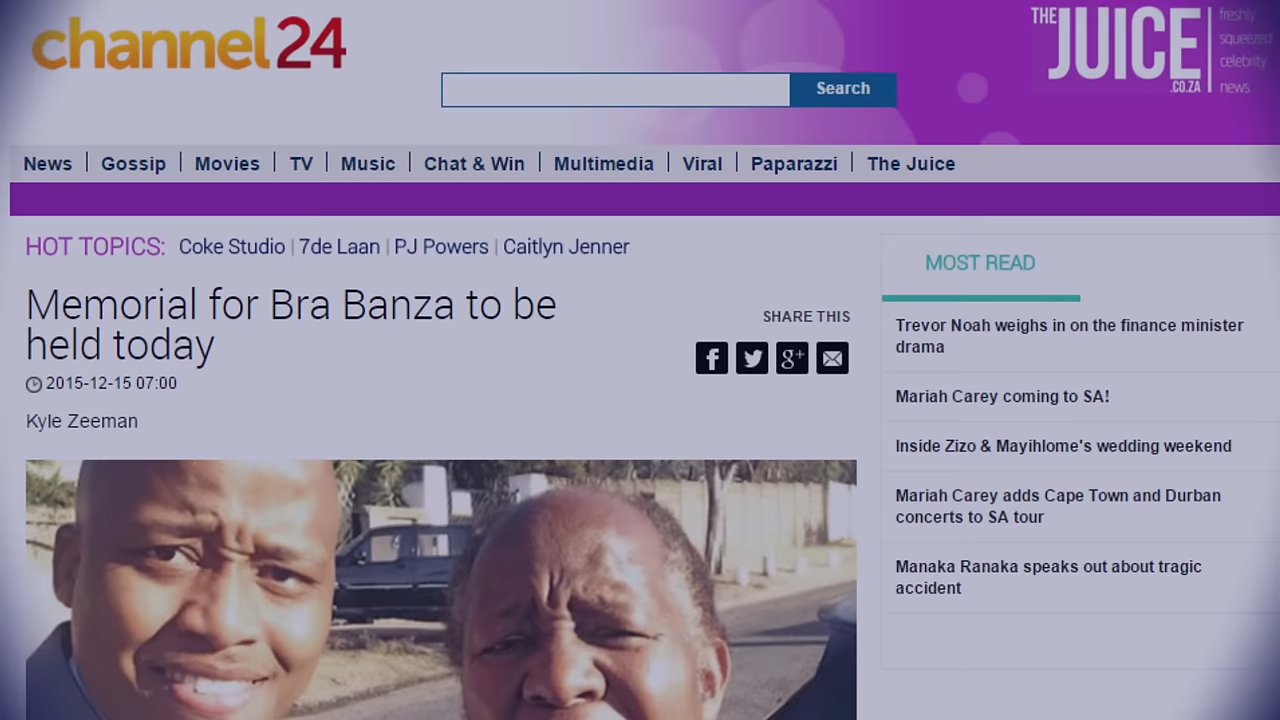 channel24
THE
JUICE
.CO.ZA
freshly
squeezed
celebrity
news
Search
News | Gossip | Movies | TV | Music | Chat & Win | Multimedia | Viral | Paparazzi | The Juice
HOT TOPICS: Coke Studio | 7de Laan | PJ Powers | Caitlyn Jenner
Memorial for Bra Banza to be
held today
2015-12-15 07:00
Kyle Zeeman
SHARE THIS
f
g+
MOST READ
Trevor Noah weighs in on the finance minister
drama
Mariah Carey coming to SA!
Inside Zizo & Mayihlome's wedding weekend
Mariah Carey adds Cape Town and Durban
concerts to SA tour
Manaka Ranaka speaks out about tragic
accident